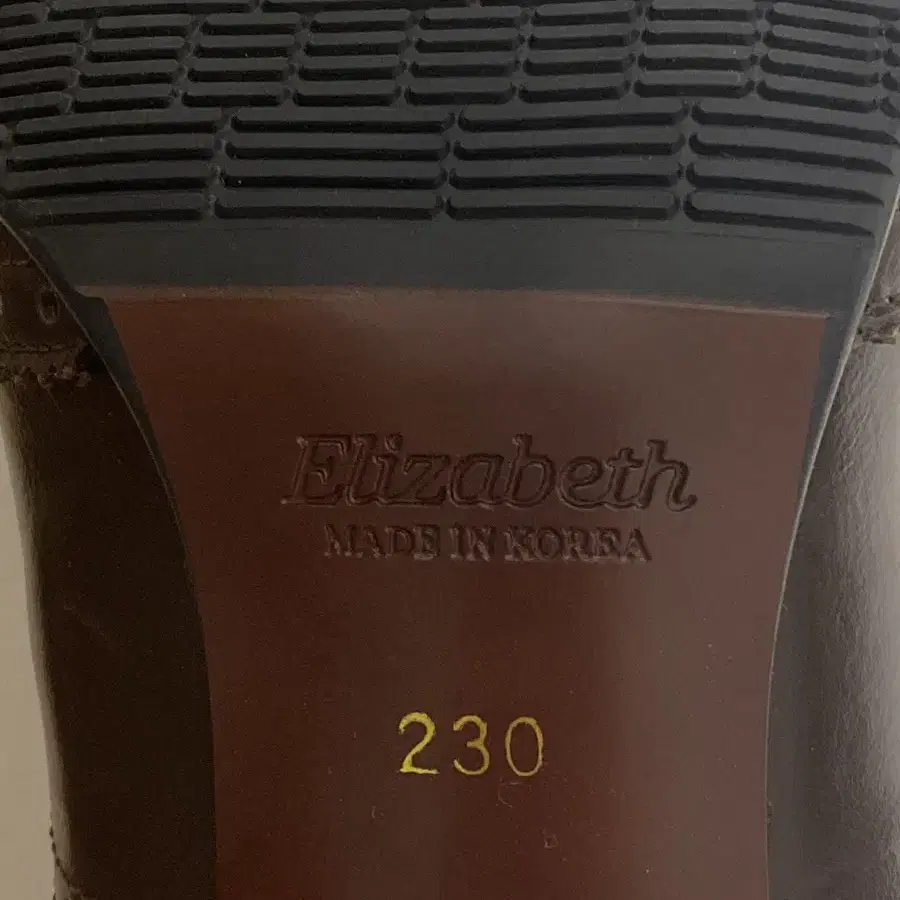 Elizabeth
MADE IN KOREA
230